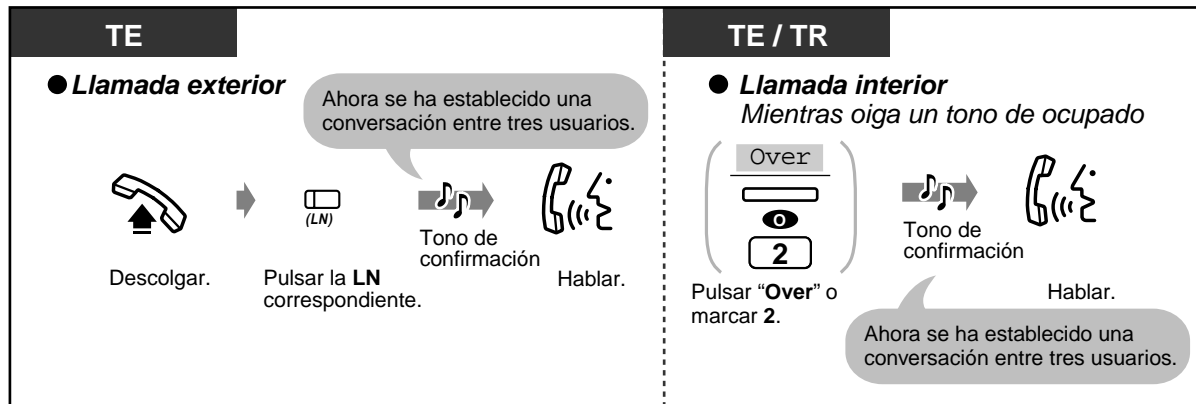 TE
● Llamada exterior
Ahora se ha establecido una
conversación entre tres usuarios.
(LN)
Tono de
confirmación
Descolgar.
Pulsar la LN
correspondiente.
Hablar.
TE / TR
● Llamada interior
Mientras oiga un tono de ocupado
Over
O
2
Pulsar “Over” o
marcar 2.
Tono de
confirmación
Hablar.
Ahora se ha establecido una
conversación entre tres usuarios.